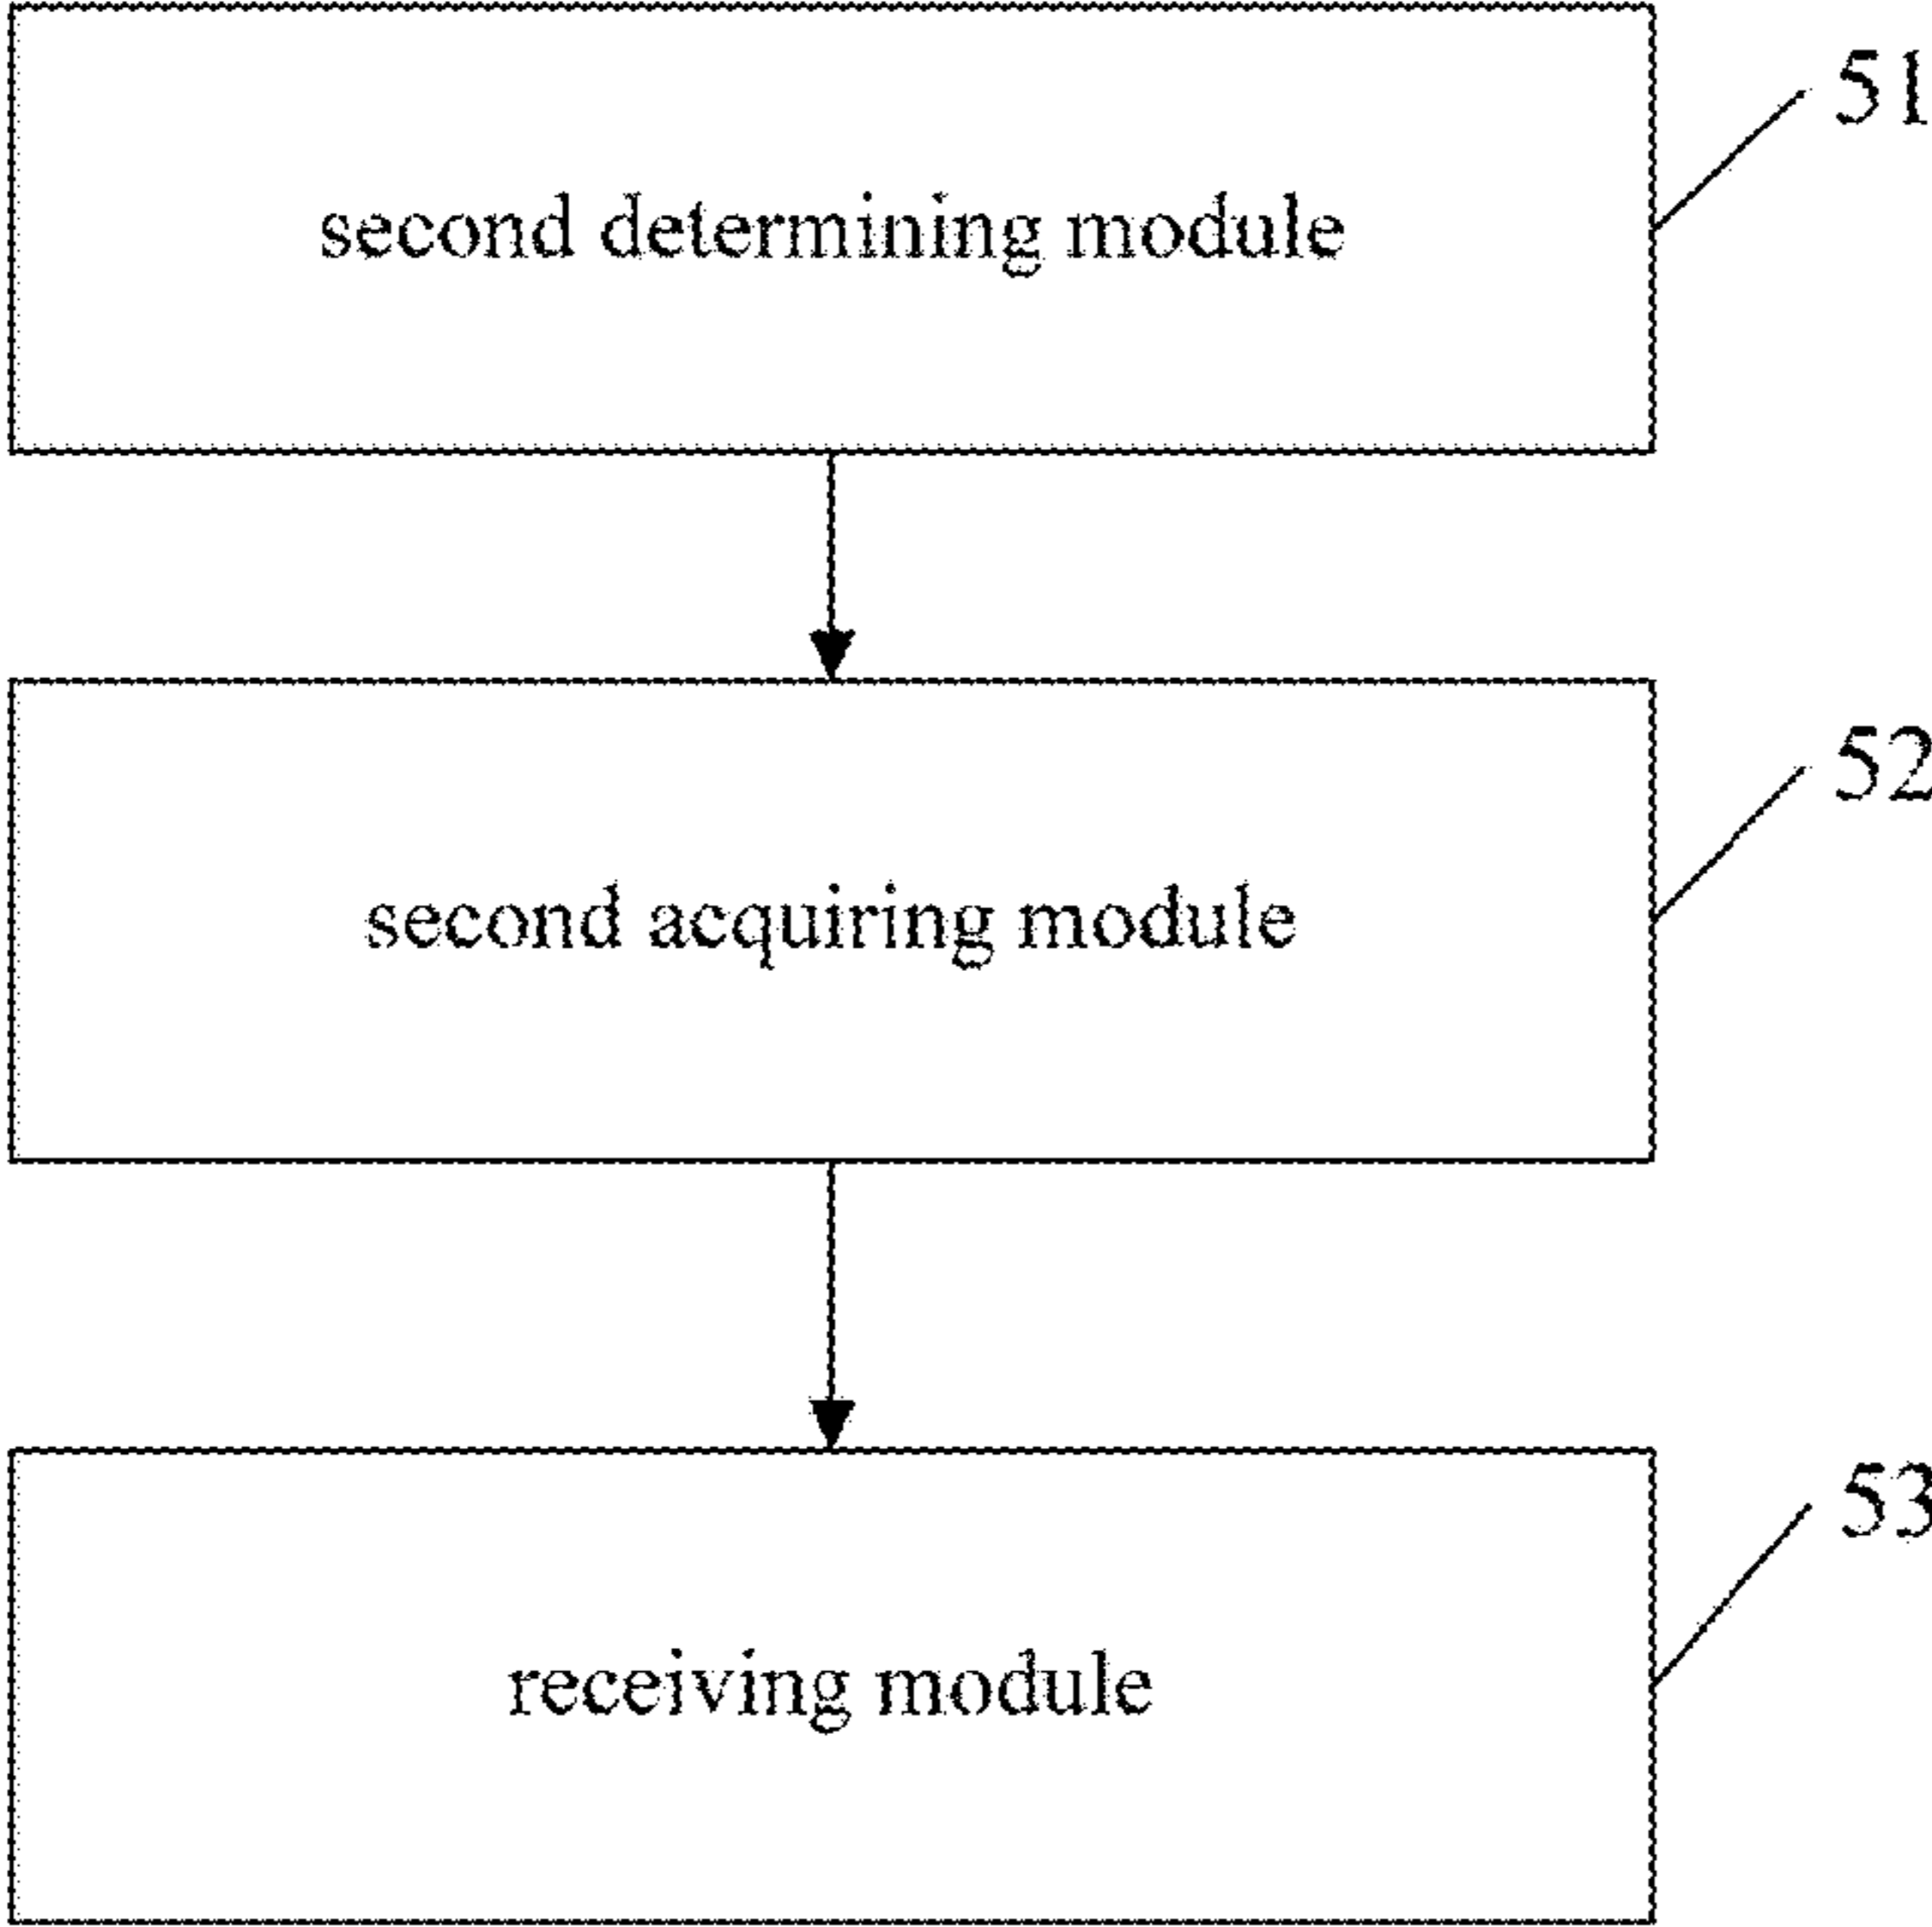 51
second determining module
52
second acquiring module
53
receiving module